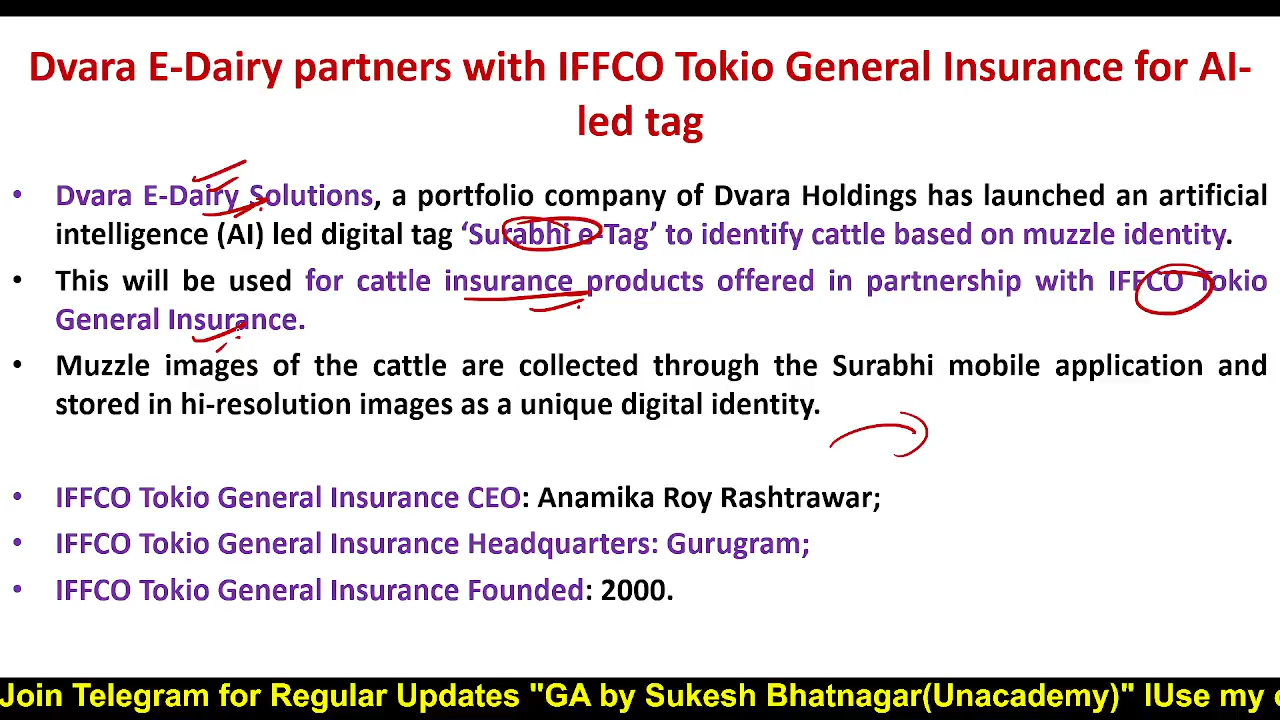 Dvara E-Dairy partners with IFFCO Tokio General Insurance for AI-
led tag
• Dvara E-Dairy Solutions, a portfolio company of Dvara Holdings has launched an artificial
intelligence (AI) led digital tag ‘Surabhi e-Tag’ to identify cattle based on muzzle identity.
• This will be used for cattle insurance products offered in partnership with IFFCO Tokio
General Insurance.
• Muzzle images of the cattle are collected through the Surabhi mobile application and
stored in hi-resolution images as a unique digital identity.
• IFFCO Tokio General Insurance CEO: Anamika Roy Rashtrawar;
• IFFCO Tokio General Insurance Headquarters: Gurugram;
• IFFCO Tokio General Insurance Founded: 2000.
Join Telegram for Regular Updates "GA by Sukesh Bhatnagar(Unacademy)" lUse my